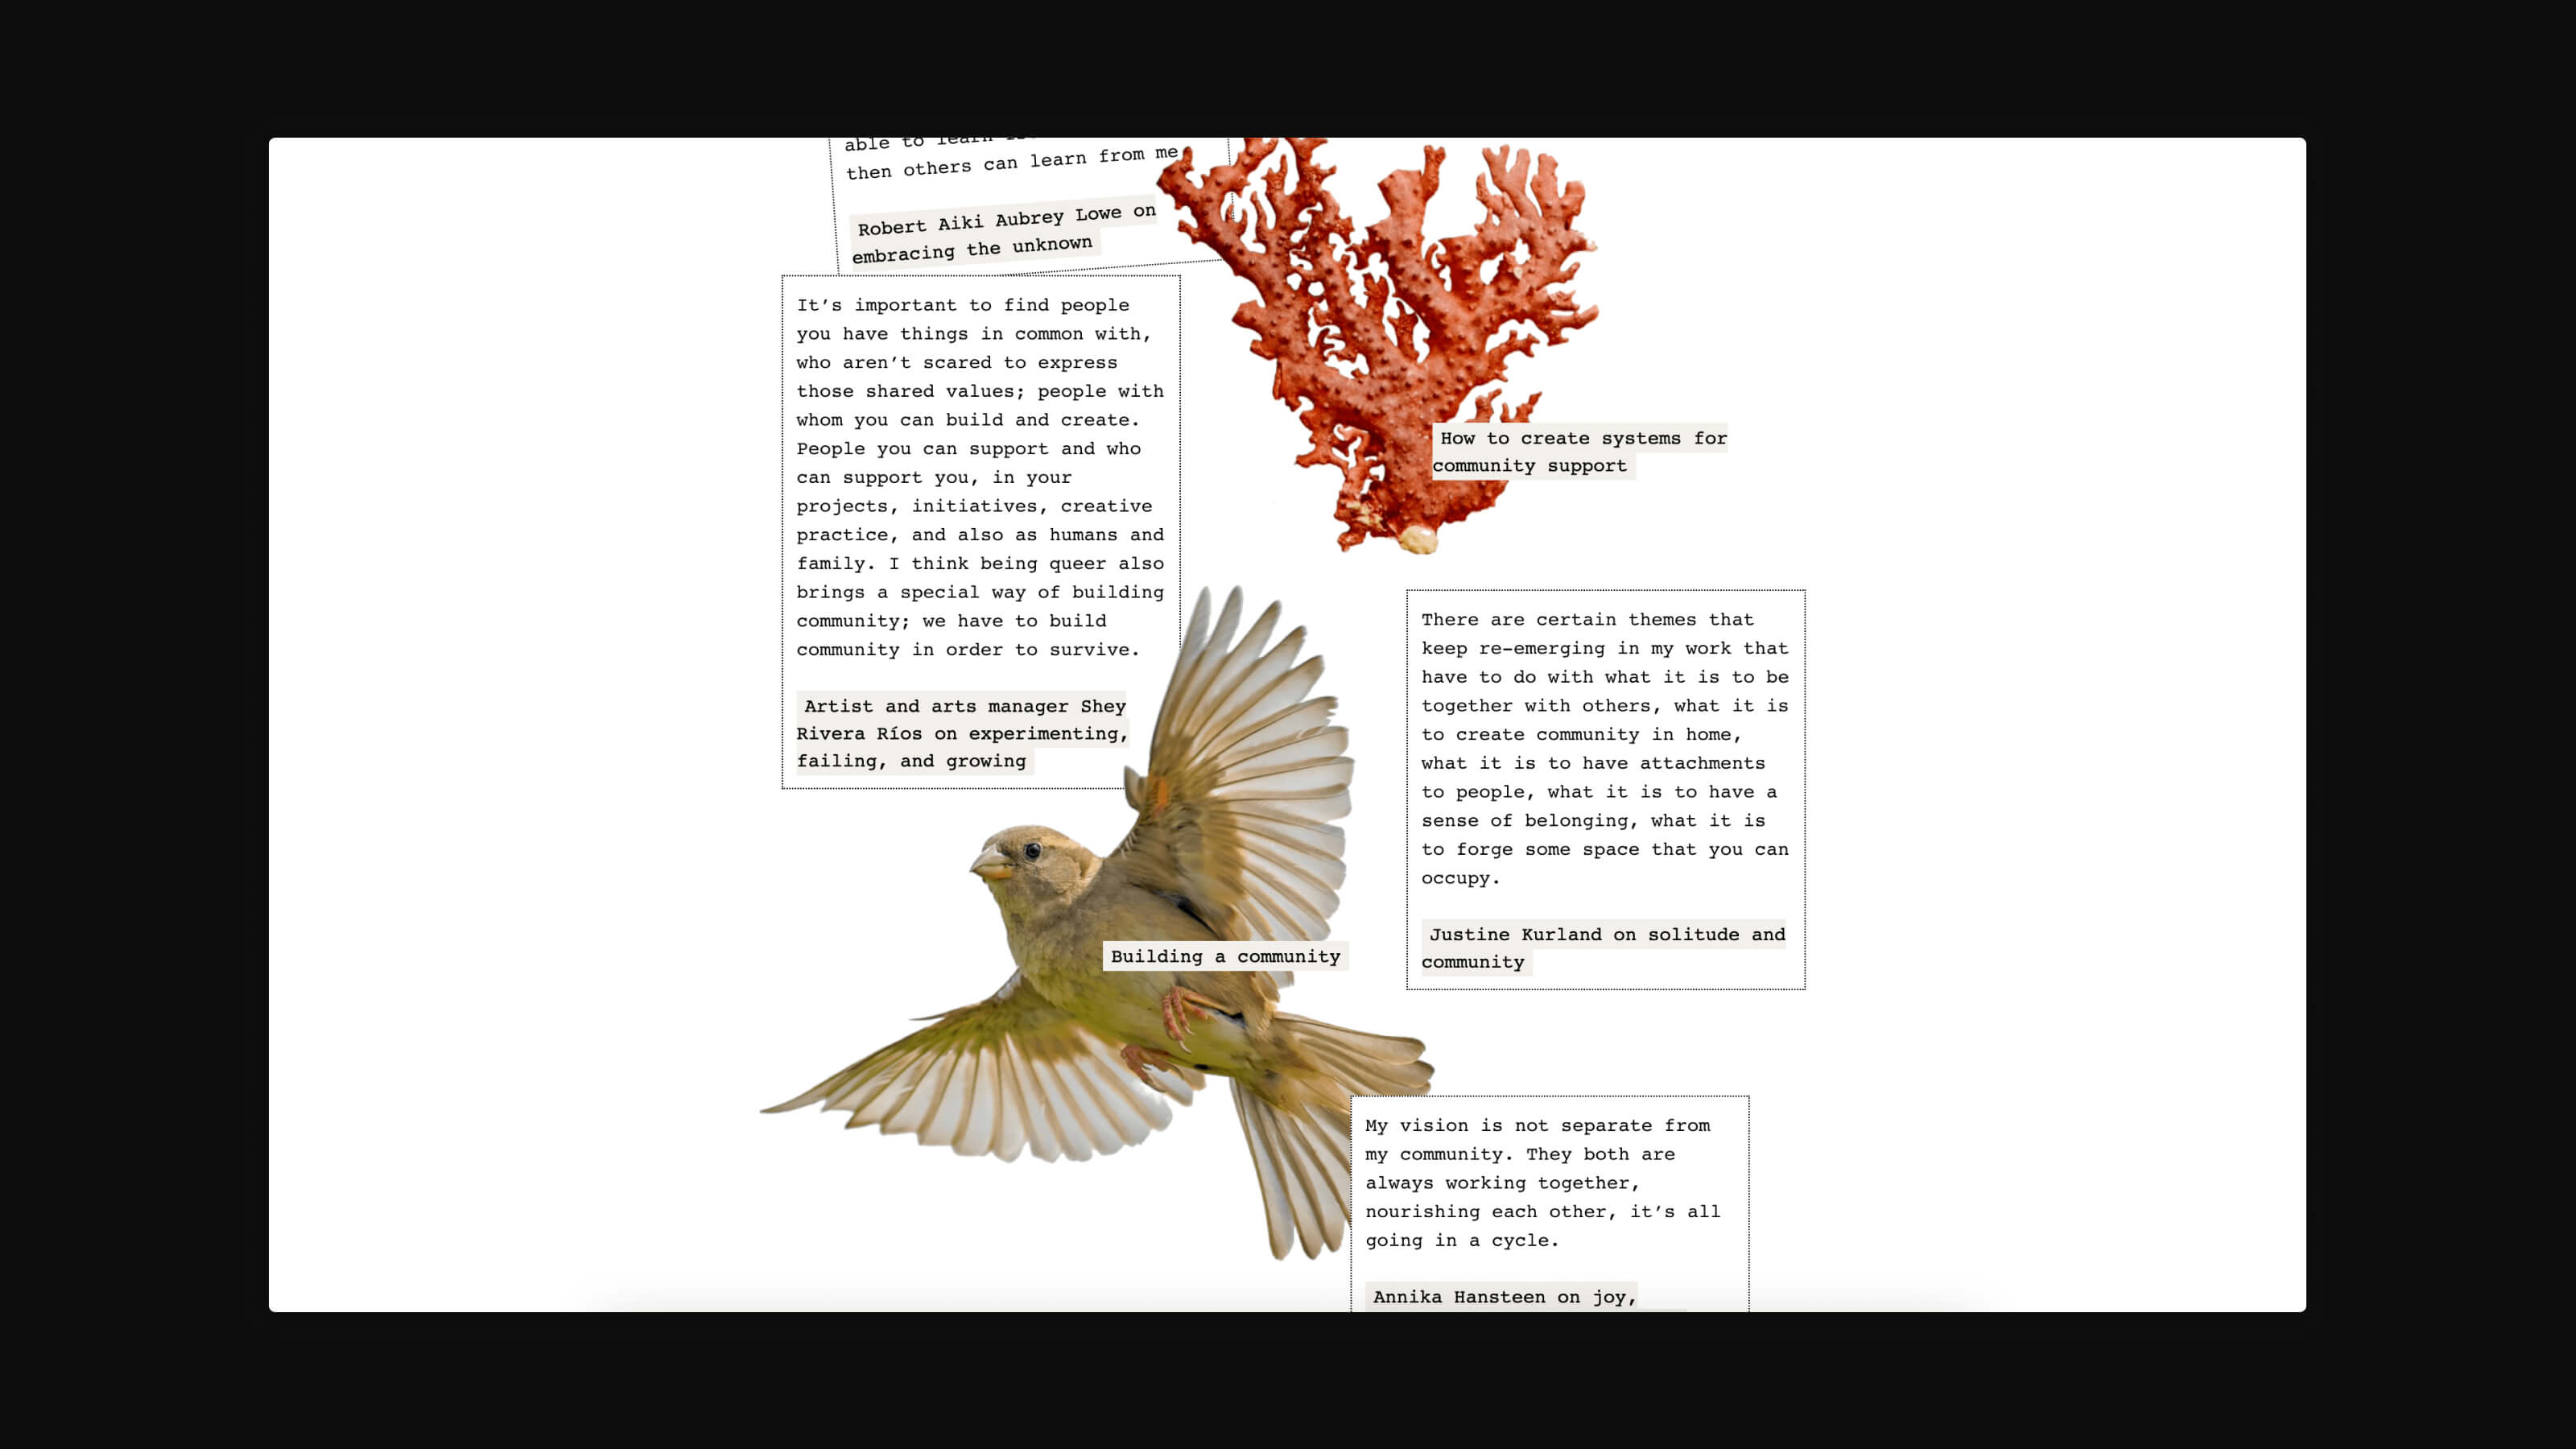 able to learn
then others can learn from me
Robert Aiki Aubrey Lowe on
embracing the unknown
It’s important to find people
you have things in common with,
who aren’t scared to express
those shared values; people with
whom you can build and create.
People you can support and who
can support you, in your
projects, initiatives, creative
practice, and also as humans and
family. I think being queer also
brings a special way of building
community; we have to build
community in order to survive.
Artist and arts manager Shey
Rivera Ríos on experimenting,
failing, and growing
How to create systems for
community support
There are certain themes that
keep re-emerging in my work that
have to do with what it is to be
together with others, what it is
to create community in home,
what it is to have attachments
to people, what it is to have a
sense of belonging, what it is
to forge some space that you can
occupy.
Justine Kurland on solitude and
community
Building a community
My vision is not separate from
my community. They both are
always working together,
nourishing each other, it’s all
going in a cycle.
Annika Hansteen on joy,